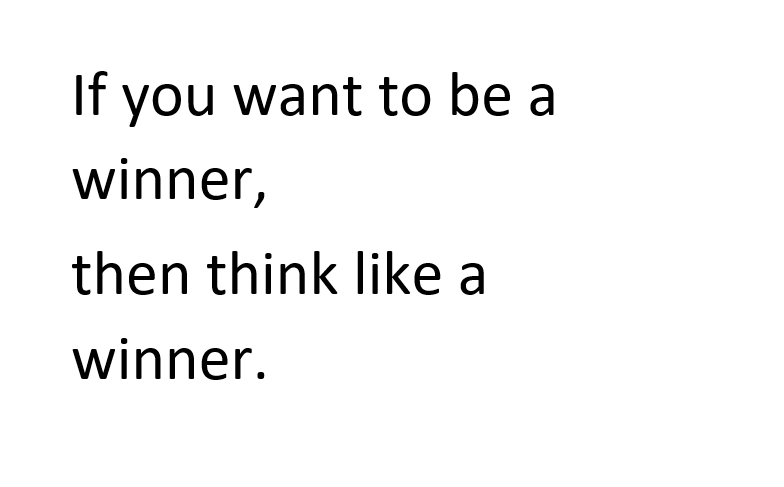 If you want to be a
winner,
then think like a
winner.